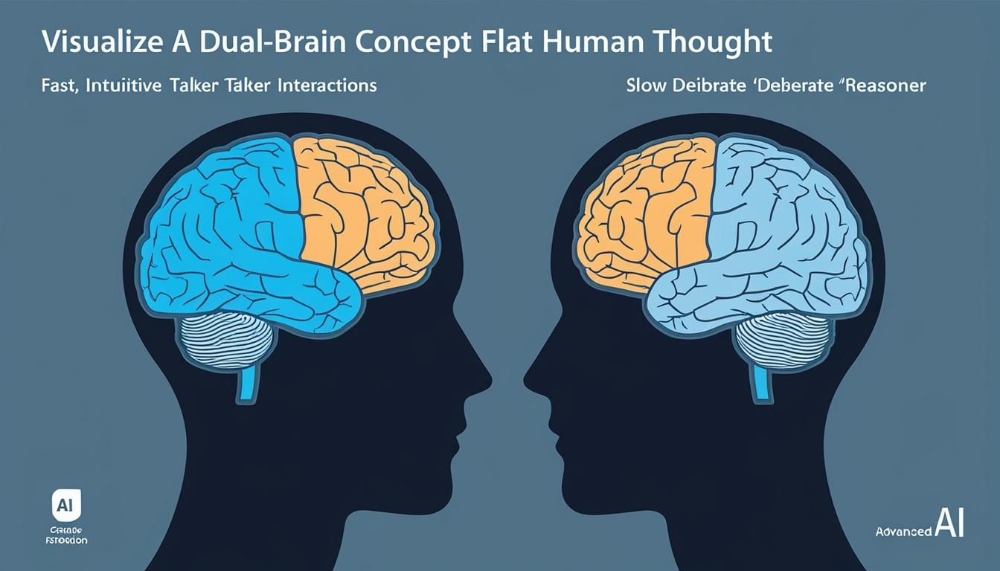 Visualize A Dual-Brain Concept Flat Human Thought
Fast, Intuiitive Talker Taker Interactions
Slow Deibrate ‘Deberate “Reasoner
AI
Advanced AI